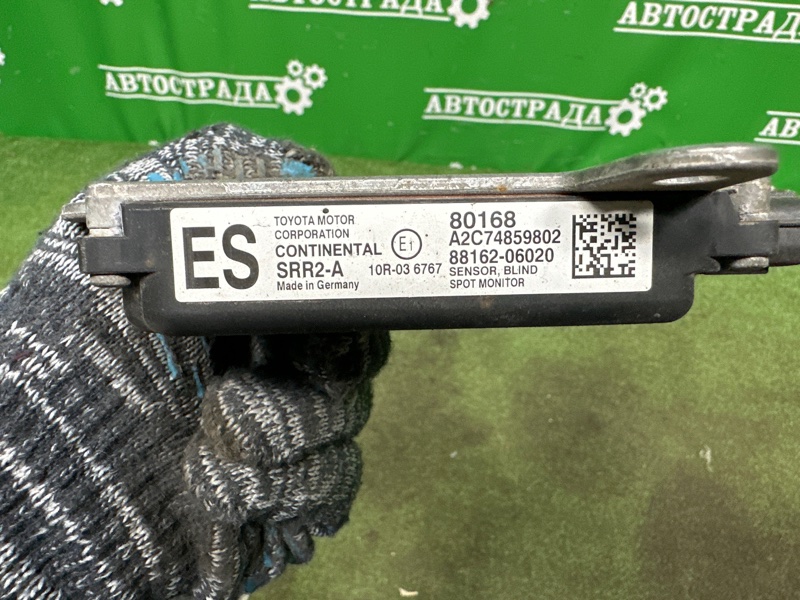 АВТОСТРАДА
АВТОСТРАДА
АВТОСТРАДА
АВТОСТРАДА
ES
TOYOTA MOTOR
CORPORATION
CONTINENTAL
SRR2-A
Made in Germany
E1
10R-03 6767
80168
A2C74859802
88162-06020
SENSOR, BLIND
SPOT MONITOR